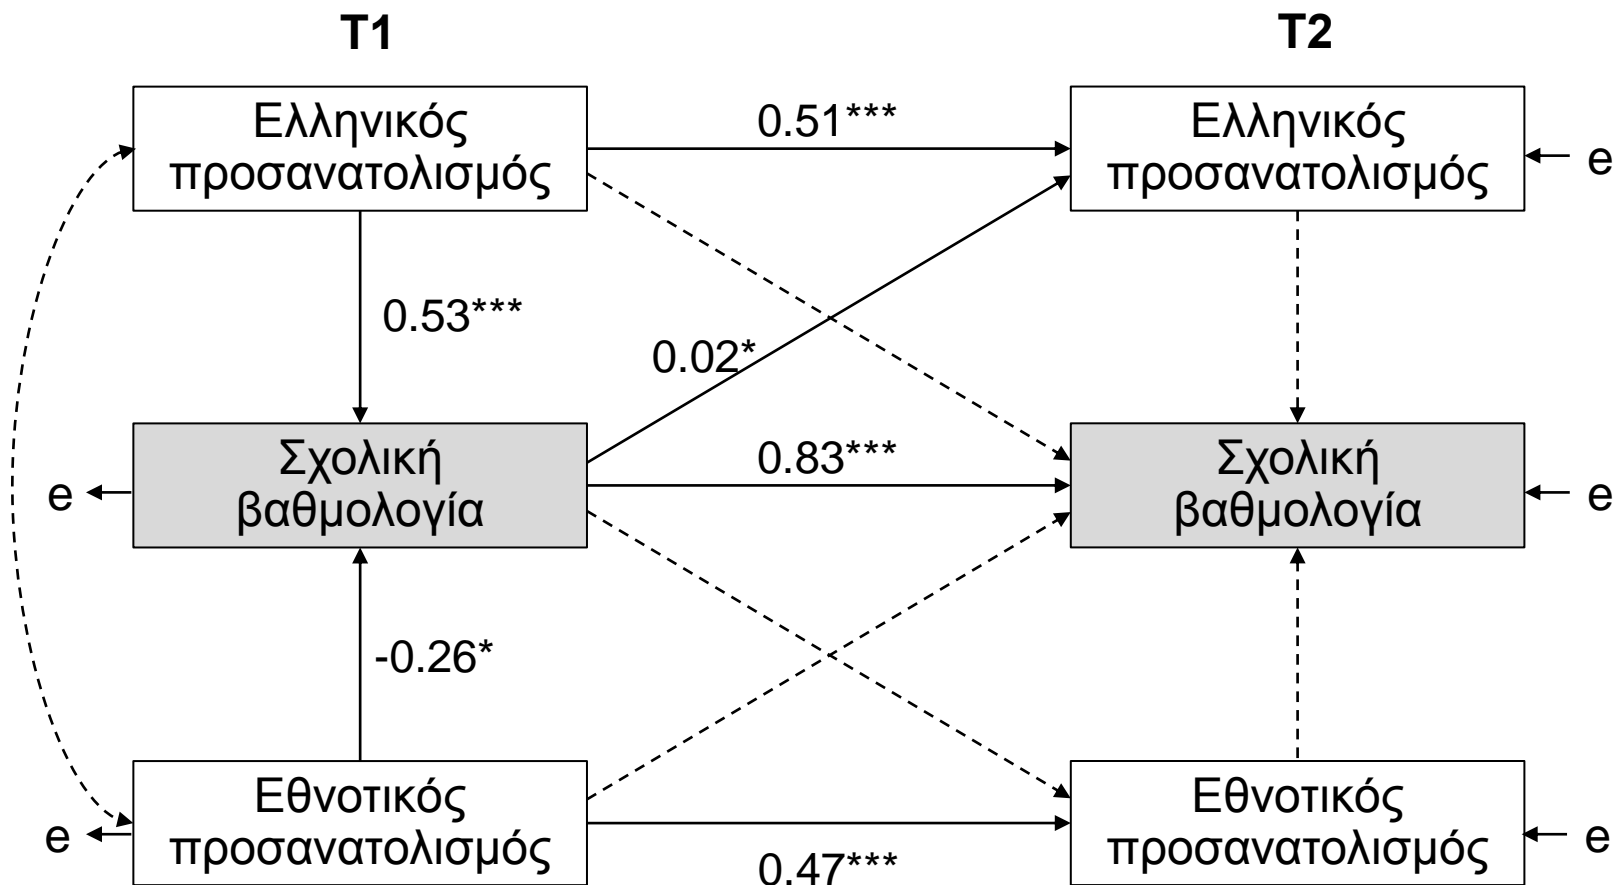 T1
T2
Ελληνικός
προσανατολισμός
0.51***
Ελληνικός
προσανατολισμός
e
0.53***
0.02*
Σχολική
βαθμολογία
e
0.83***
Σχολική
βαθμολογία
e
-0.26*
Εθνοτικός
προσανατολισμός
e
0.47***
Εθνοτικός
προσανατολισμός
e